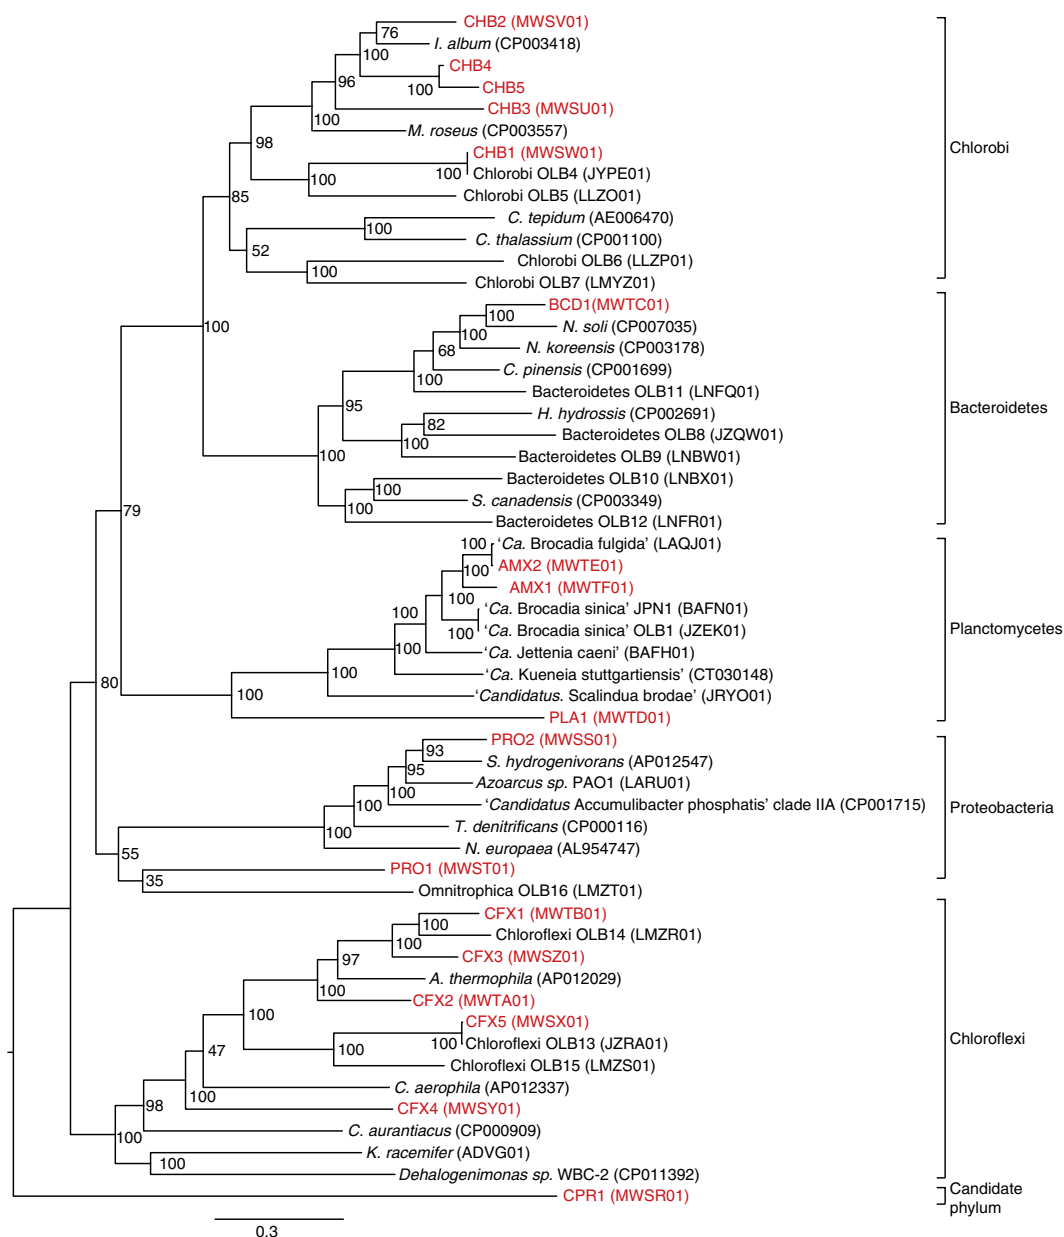 CHB2 (MWSV01)
76
I. album (CP003418)
100
CHB4
96
100
CHB5
CHB3 (MWSU01)
100
M. roseus (CP003557)
98
Chlorobi
CHB1 (MWSW01)
100
Chlorobi OLB4 (JYPE01)
100
85
Chlorobi OLB5 (LLZO01)
C. tepidum (AE006470)
100
C. thalassium (CP001100)
52
Chlorobi OLB6 (LLZP01)
100
Chlorobi OLB7 (LMYZ01)
BCD1(MWTC01)
100
N. soli (CP007035)
100
100
N. koreensis (CP003178)
68
C. pinensis (CP001699)
100
Bacteroidetes OLB11 (LNFQ01)
95
Bacteroidetes
H. hydrossis (CP002691)
82
Bacteroidetes OLB8 (JZQW01)
100
100
Bacteroidetes OLB9 (LNBW01)
Bacteroidetes OLB10 (LNBX01)
100
S. canadensis (CP003349)
100
79
Bacteroidetes OLB12 (LNFR01)
100
‘Ca. Brocadia fulgida’ (LAQJ01)
100
AMX2 (MWTE01)
AMX1 (MWTF01)
100
‘Ca. Brocadia sinica’ JPN1 (BAFN01)
100
100
‘Ca. Brocadia sinica’ OLB1 (JZEK01)
Planctomycetes
100
‘Ca. Jettenia caeni’ (BAFH01)
100
‘Ca. Kueneia stuttgartiensis’ (CT030148)
80
100
‘Candidatus. Scalindua brodae’ (JRYO01)
PLA1 (MWTD01)
PRO2 (MWSS01)
93
S. hydrogenivorans (AP012547)
95
Azoarcus sp. PAO1 (LARU01)
100
‘Candidatus Accumulibacter phosphatis’ clade IIA (CP001715)
100
Proteobacteria
T. denitrificans (CP000116)
100
N. europaea (AL954747)
55
PRO1 (MWST01)
35
Omnitrophica OLB16 (LMZT01)
CFX1 (MWTB01)
100
Chloroflexi OLB14 (LMZR01)
100
CFX3 (MWSZ01)
97
A. thermophila (AP012029)
100
CFX2 (MWTA01)
100
CFX5 (MWSX01)
100
Chloroflexi OLB13 (JZRA01)
Chloroflexi
47
100
Chloroflexi OLB15 (LMZS01)
C. aerophila (AP012337)
100
98
CFX4 (MWSY01)
C. aurantiacus (CP000909)
100
K. racemifer (ADVG01)
100
Dehalogenimonas sp. WBC-2 (CP011392)
CPR1 (MWSR01)
Candidate
phylum
0.3